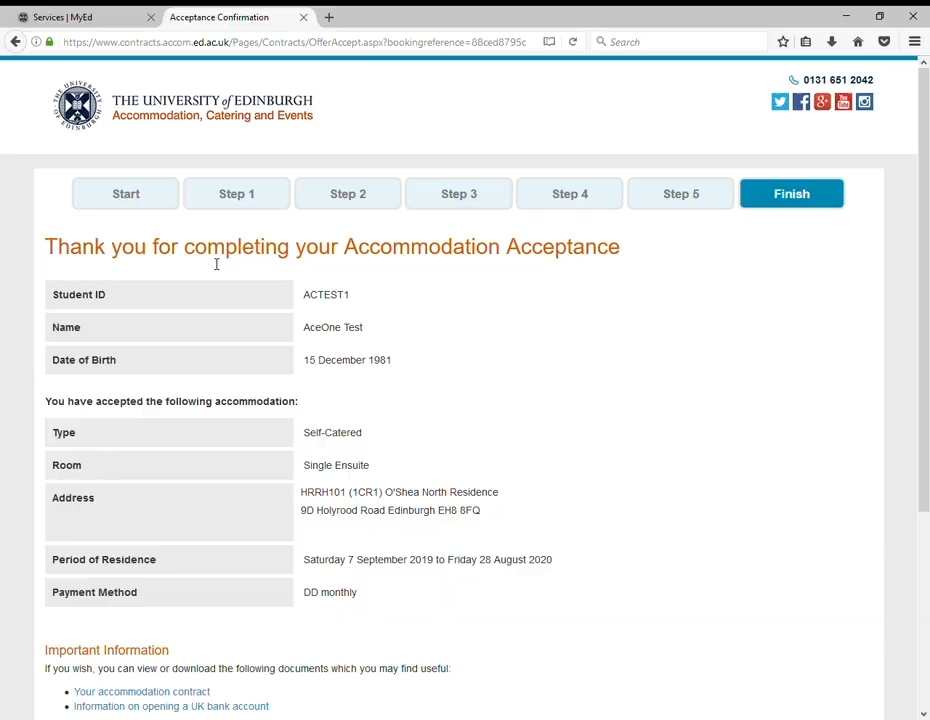 Services | MyEd
Acceptance Confirmation
https://www.contracts.accom.ed.ac.uk/Pages/Contracts/OfferAccept.aspx?bookingreference=88ced8795c
Search
THE UNIVERSITY of EDINBURGH
Accommodation, Catering and Events
0131 651 2042
Start
Step 1
Step 2
Step 3
Step 4
Step 5
Finish
Thank you for completing your Accommodation Acceptance
Student ID ACTEST1
Name AceOne Test
Date of Birth 15 December 1981
You have accepted the following accommodation:
Type Self-Catered
Room Single Ensuite
Address HRRH101 (1CR1) O'Shea North Residence
9D Holyrood Road Edinburgh EH8 8FQ
Period of Residence Saturday 7 September 2019 to Friday 28 August 2020
Payment Method DD monthly
Important Information
If you wish, you can view or download the following documents which you may find useful:
Your accommodation contract
Information on opening a UK bank account